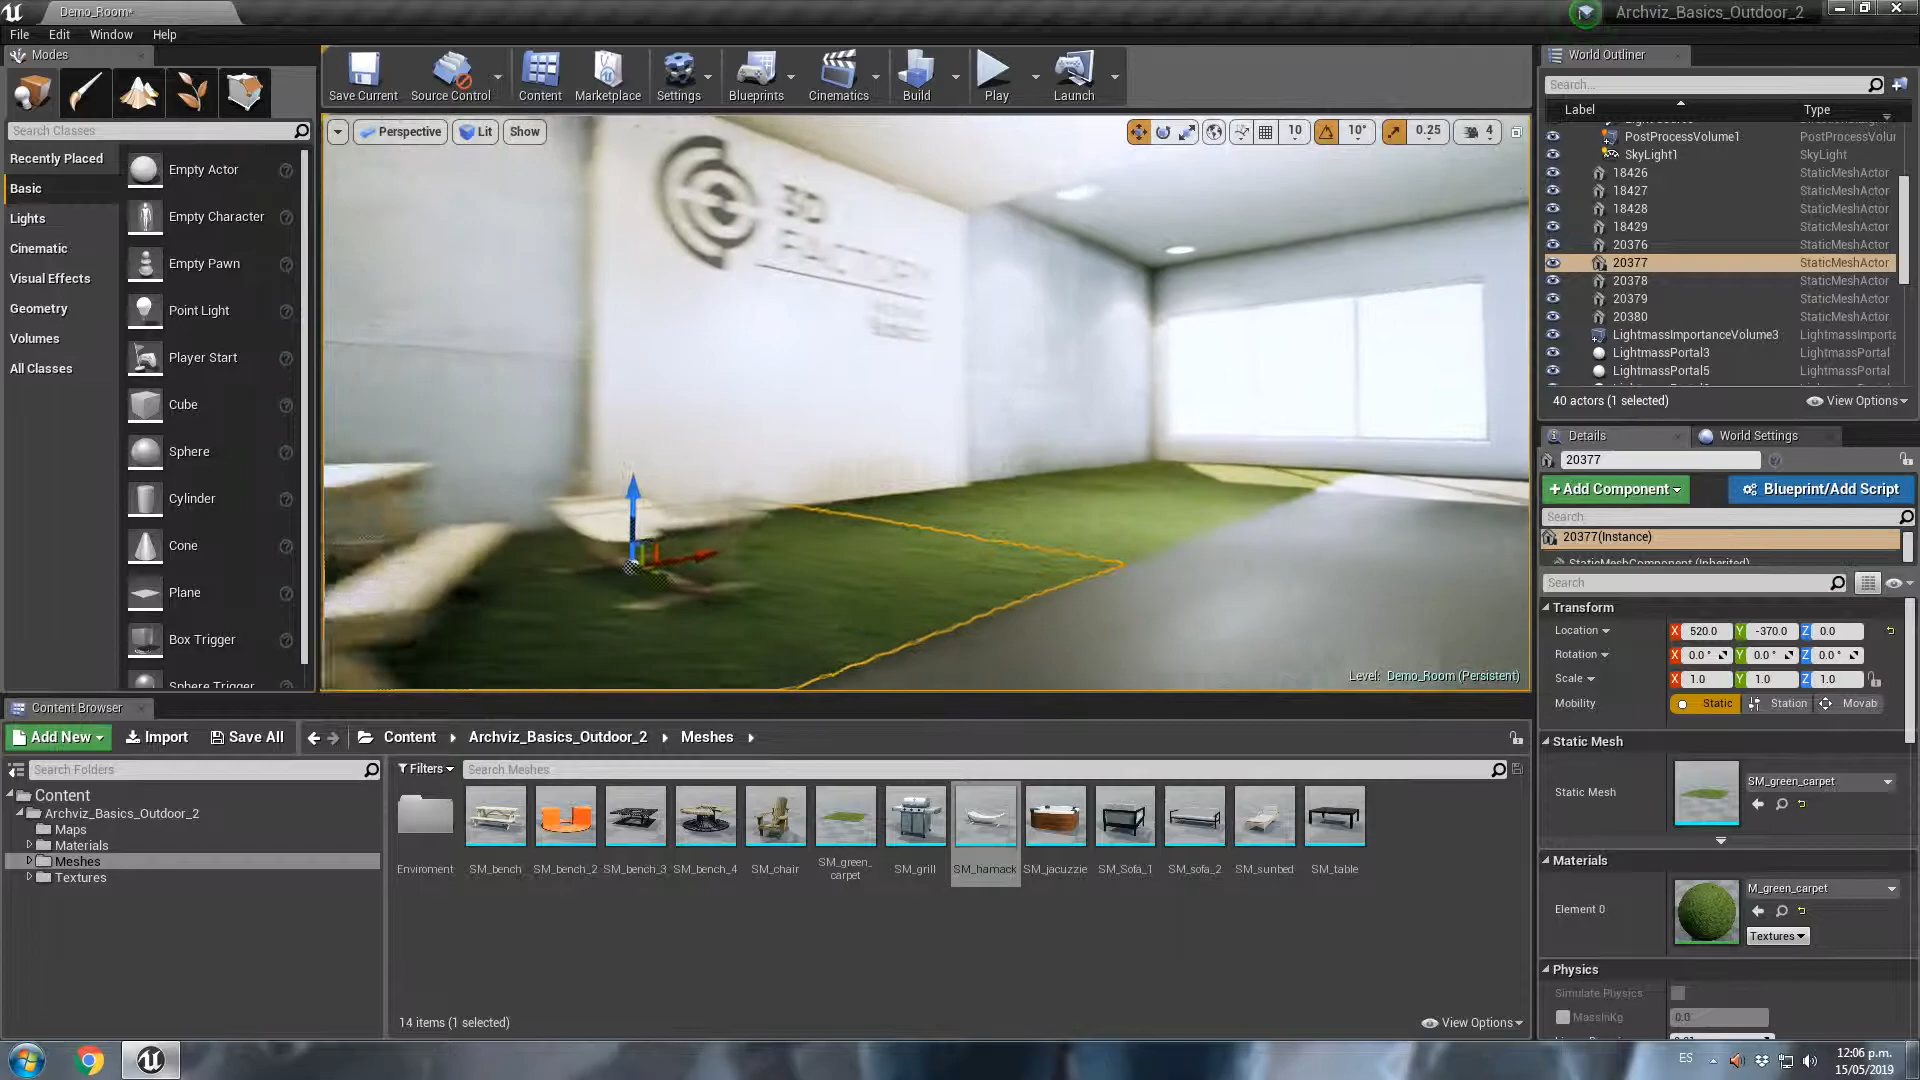 Demo_Room*
Archviz_Basics_Outdoor_2
File
Edit
Window
Help
Modes
Search Classes
Recently Placed
Basic
Lights
Cinematic
Visual Effects
Geometry
Volumes
All Classes
Empty Actor
Empty Character
Empty Pawn
Point Light
Player Start
Cube
Sphere
Cylinder
Cone
Plane
Box Trigger
Sphere Trigger
Save Current
Source Control
Content
Marketplace
Settings
Blueprints
Cinematics
Build
Play
Launch
Perspective
Lit
Show
10
10°
0.25
4
3D
FACTORY
Level: Demo_Room (Persistent)
World Outliner
Search...
Label
Type
PostProcessVolume1
PostProcessVolu
SkyLight1
SkyLight
18426
StaticMeshActor
18427
StaticMeshActor
18428
StaticMeshActor
18429
StaticMeshActor
20376
StaticMeshActor
20377
StaticMeshActor
20378
StaticMeshActor
20379
StaticMeshActor
20380
StaticMeshActor
LightmassImportanceVolume3
LightmassImporta
LightmassPortal3
LightmassPortal
LightmassPortal5
LightmassPortal
40 actors (1 selected)
View Options
Details
World Settings
20377
+Add Component
Blueprint/Add Script
Search
20377(Instance)
StaticMeshComponent (Inherited)
Search
Transform
Location
X 520.0
Y -370.0
Z 0.0
Rotation
X 0.0 °
Y 0.0 °
Z 0.0 °
Scale
X 1.0
Y 1.0
Z 1.0
Mobility
Static
Station
Movab
Static Mesh
Static Mesh
SM_green_carpet
Materials
Element 0
M_green_carpet
Textures
Physics
Simulate Physics
MassInKg
0.0
Content Browser
Add New
Import
Save All
Content
Archviz_Basics_Outdoor_2
Meshes
Search Folders
Content
Archviz_Basics_Outdoor_2
Maps
Materials
Meshes
Textures
Filters
Search Meshes
Enviroment
SM_bench
SM_bench_2
SM_bench_3
SM_bench_4
SM_chair
SM_green_
carpet
SM_grill
SM_hamack
SM_jacuzzie
SM_Sofa_1
SM_sofa_2
SM_sunbed
SM_table
14 items (1 selected)
View Options
ES
12:06 p.m.
15/05/2019